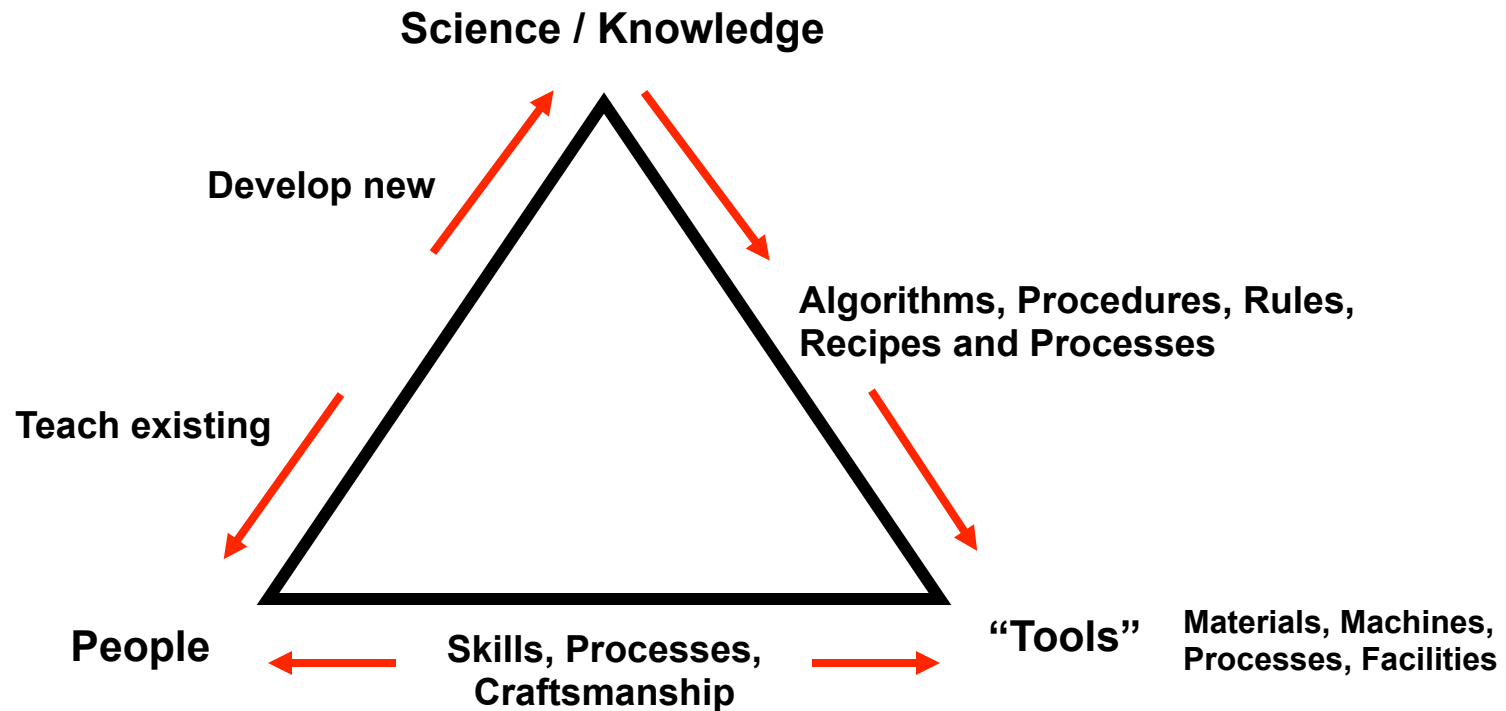 Science / Knowledge
Develop new
Algorithms, Procedures, Rules,
Recipes and Processes
Teach existing
People
Skills, Processes,
Craftsmanship
“Tools”
Materials, Machines,
Processes, Facilities